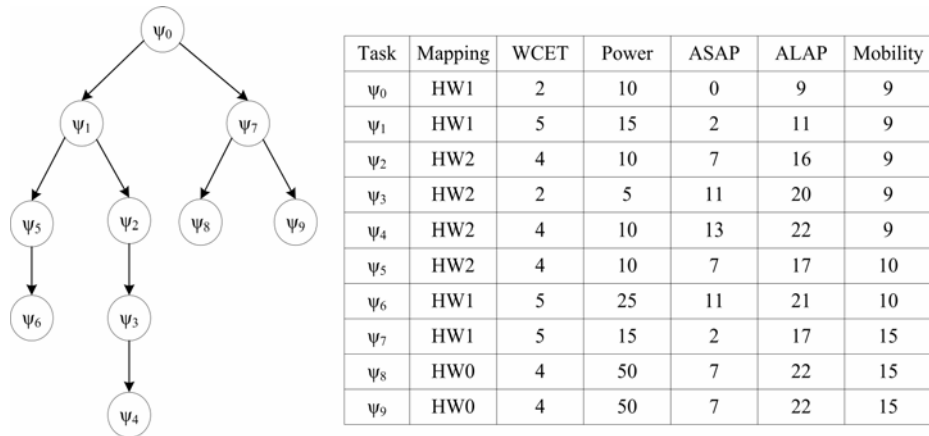 ψ0
ψ1 ψ7
ψ5 ψ2 ψ8 ψ9
ψ6 ψ3
ψ4
Task Mapping WCET Power ASAP ALAP Mobility
ψ0 HW1 2 10 0 9 9
ψ1 HW1 5 15 2 11 9
ψ2 HW2 4 10 7 16 9
ψ3 HW2 2 5 11 20 9
ψ4 HW2 4 10 13 22 9
ψ5 HW2 4 10 7 17 10
ψ6 HW1 5 25 11 21 10
ψ7 HW1 5 15 2 17 15
ψ8 HW0 4 50 7 22 15
ψ9 HW0 4 50 7 22 15